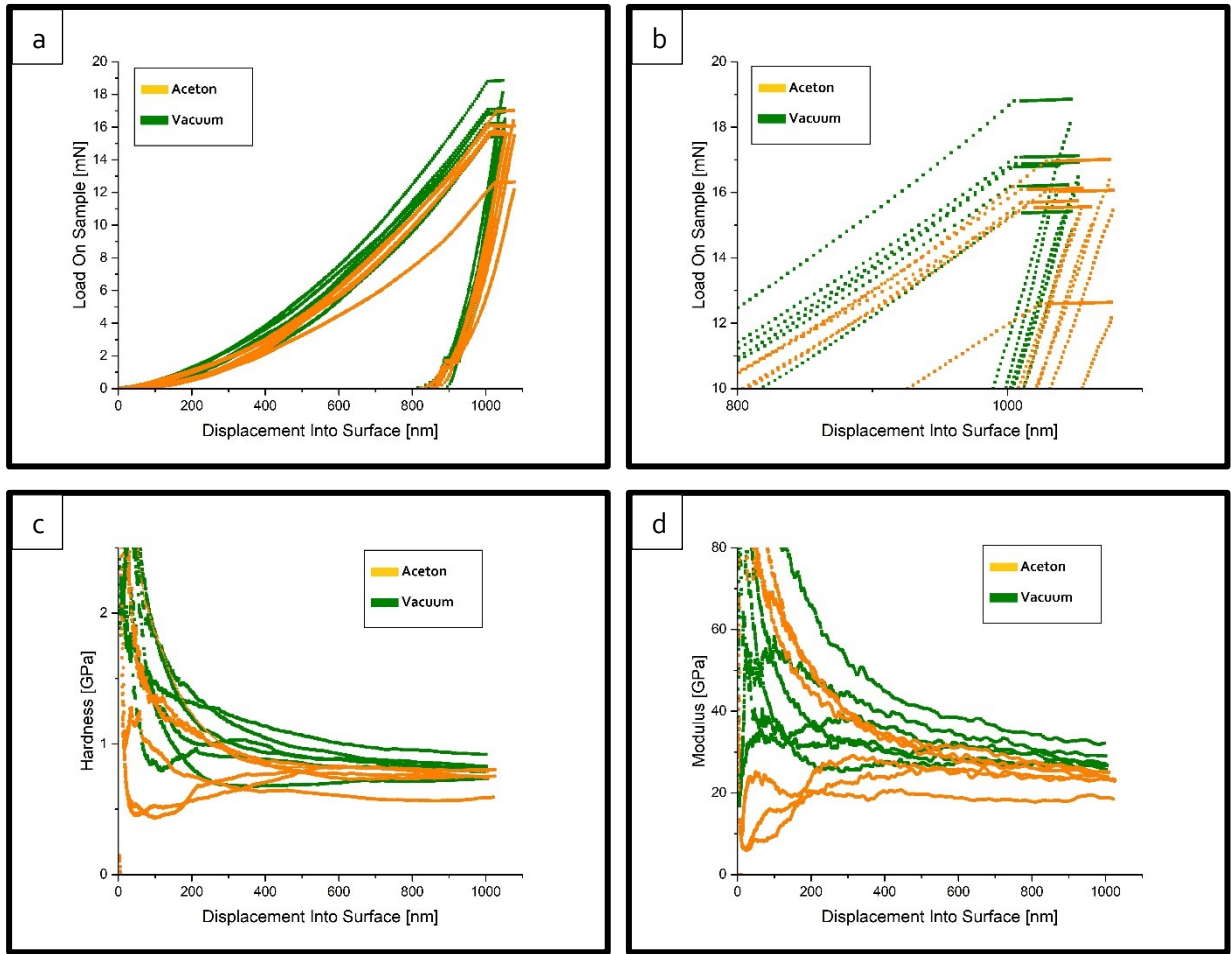 a
20
18
16
14
12
10
8
6
4
2
0
Load On Sample [mN]
Aceton
Vacuum
0 200 400 600 800 1000
Displacement Into Surface [nm]
b
20
18
16
14
12
10
Load On Sample [mN]
Aceton
Vacuum
800 1000
Displacement Into Surface [nm]
c
2
1
0
Hardness [GPa]
Aceton
Vacuum
0 200 400 600 800 1000
Displacement Into Surface [nm]
d
80
60
40
20
0
Modulus [GPa]
Aceton
Vacuum
0 200 400 600 800 1000
Displacement Into Surface [nm]